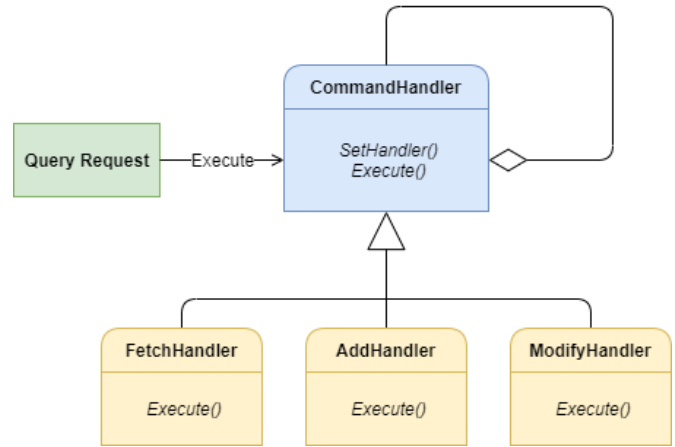 CommandHandler
Query Request
Execute
SetHandler()
Execute()
FetchHandler
AddHandler
ModifyHandler
Execute()
Execute()
Execute()